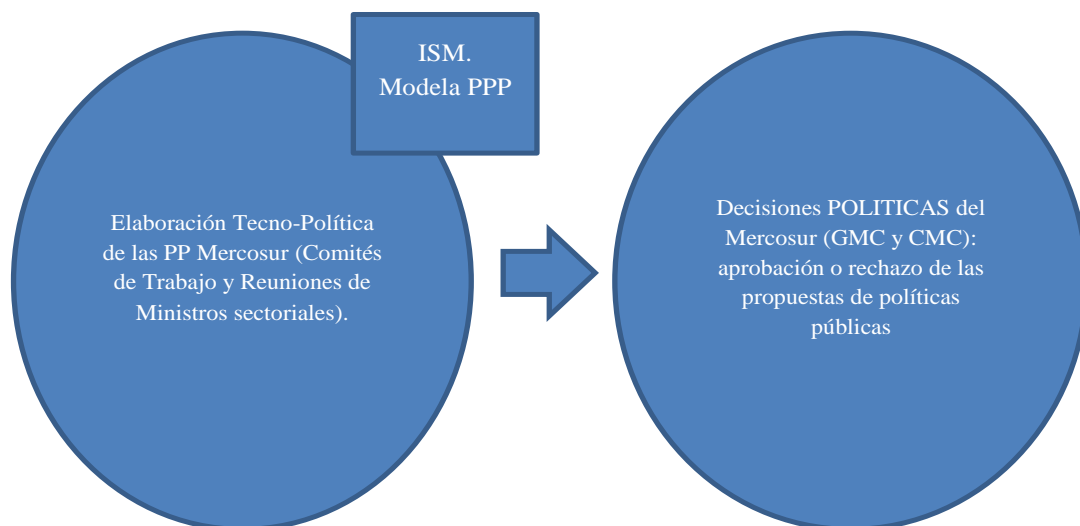 ISM.
Modela PPP
Elaboración Tecno-Política
de las PP Mercosur (Comités
de Trabajo y Reuniones de
Ministros sectoriales).
Decisiones POLITICAS del
Mercosur (GMC y CMC):
aprobación o rechazo de las
propuestas de políticas
públicas